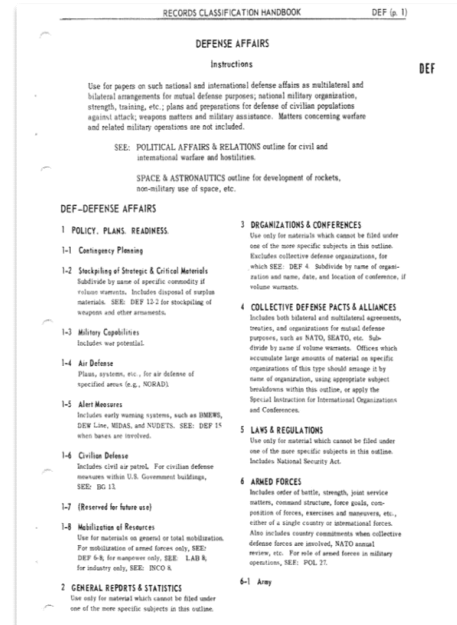 RECORDS CLASSIFICATION HANDBOOK
DEF (p. 1)
DEFENSE AFFAIRS
Instructions
DEF
Use for papers on such national and international defense affairs as multilateral and
bilateral arrangements for mutual defense purposes; national military organization,
strength, training, etc.; plans and preparations for defense of civilian populations
against attack; weapons matters and military assistance. Matters concerning warfare
and related military operations are not included.
SEE: POLITICAL AFFAIRS & RELATIONS outline for civil and
international warfare and hostilities.
SPACE & ASTRONAUTICS outline for development of rockets,
non-military use of space, etc.
DEF-DEFENSE AFFAIRS
1 POLICY. PLANS. READINESS.
1-1 Contingency Planning
1-2 Stockpiling of Strategic & Critical Materials
Subdivide by name of specific commodity if
volume warrants. Includes disposal of surplus
materials. SEE: DEF 12-2 for stockpiling of
weapons and other armaments.
1-3 Military Capabilities
Includes war potential.
1-4 Air Defense
Plans, systems, etc., for air defense of
specified areas (e.g., NORAD).
1-5 Alert Measures
Includes early warning systems, such as BMEWS,
DEW Line, MIDAS, and NUDETS. SEE: DEF 15
when bases are involved.
1-6 Civilian Defense
Includes civil air patrol. For civilian defense
measures within U.S. Government buildings,
SEE: BG 13.
1-7 (Reserved for future use)
1-8 Mobilization of Resources
Use for materials on general or total mobilization.
For mobilization of armed forces only, SEE:
DEF 6-8; for manpower only, SEE: LAB 8;
for industry only, SEE: INCO 8.
2 GENERAL REPORTS & STATISTICS
Use only for material which cannot be filed under
one of the more specific subjects in this outline.
3 ORGANIZATIONS & CONFERENCES
Use only for materials which cannot be filed under
one of the more specific subjects in this outline.
Excludes collective defense organizations, for
which SEE: DEF 4. Subdivide by name of organi-
zation and name, date, and location of conference, if
volume warrants.
4 COLLECTIVE DEFENSE PACTS & ALLIANCES
Includes both bilateral and multilateral agreements,
treaties, and organizations for mutual defense
purposes, such as NATO, SEATO, etc. Sub-
divide by name if volume warrants. Offices which
accumulate large amounts of material on specific
organizations of this type should arrange it by
name of organization, using appropriate subject
breakdowns within this outline, or apply the
Special Instruction for International Organizations
and Conferences.
5 LAWS & REGULATIONS
Use only for material which cannot be filed under
one of the more specific subjects in this outline.
Includes National Security Act.
6 ARMED FORCES
Includes order of battle, strength, joint service
matters, command structure, force goals, com-
position of forces, exercises and maneuvers, etc.,
either of a single country or international forces.
Also includes country commitments when collective
defense forces are involved, NATO annual
review, etc. For role of armed forces in military
operations, SEE: POL 27.
6-1 Army